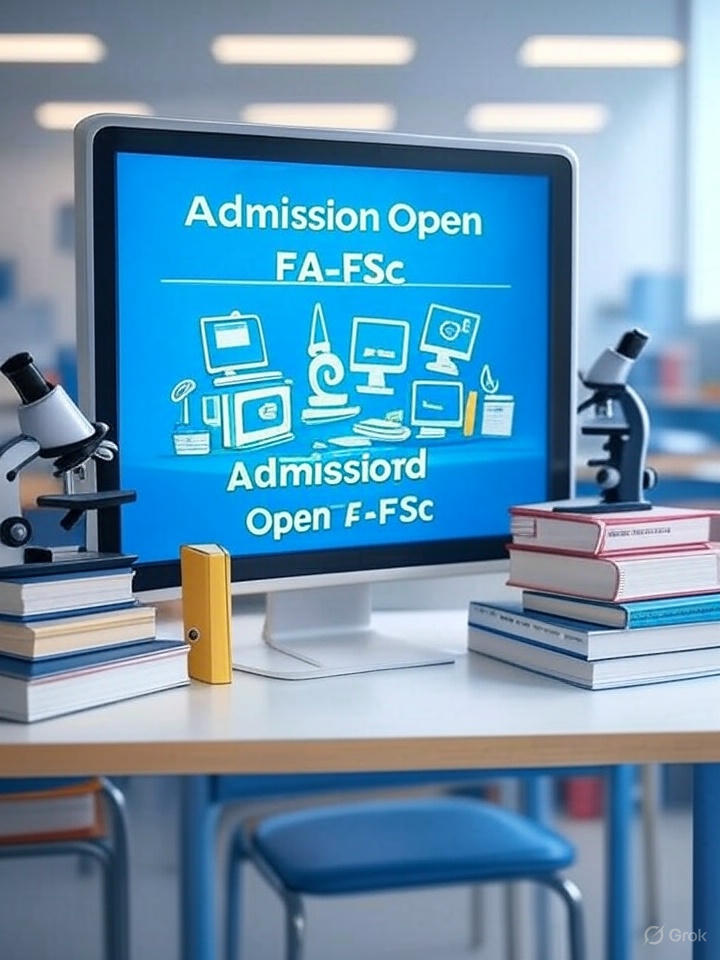 Admission Open
FA-FSc
Admissiord
Open F-FSc
Grok